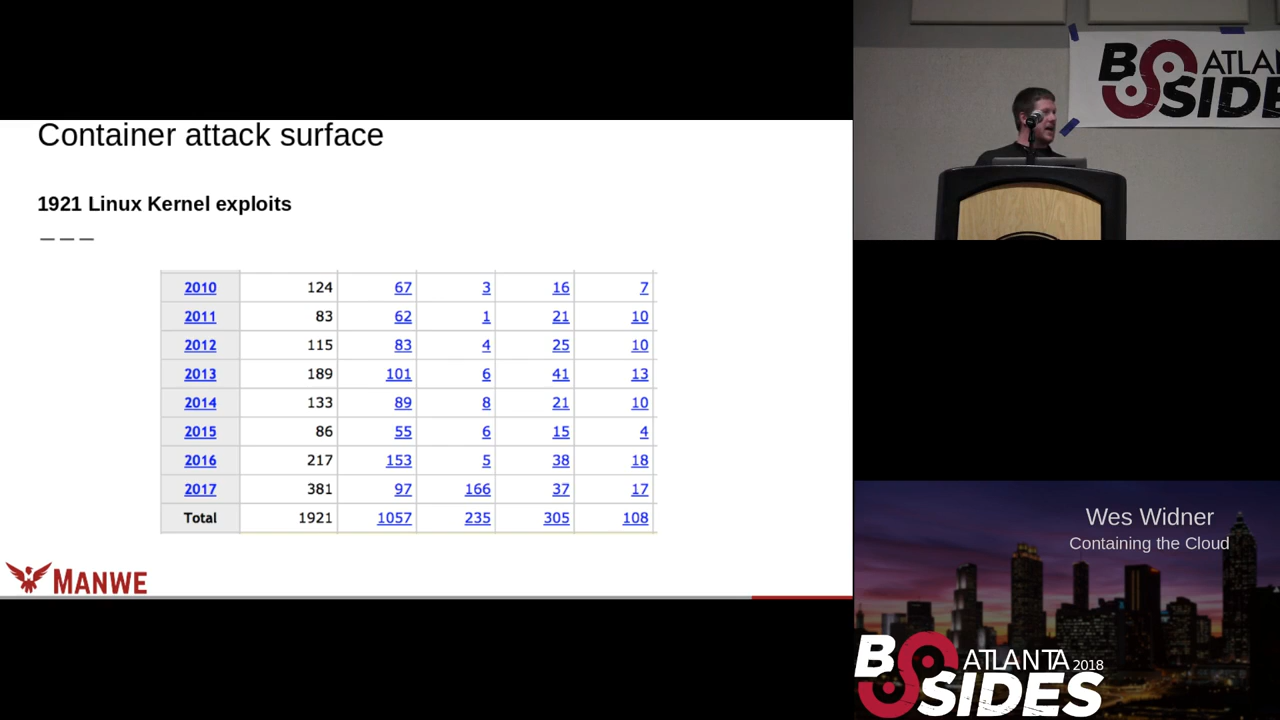 Container attack surface
1921 Linux Kernel exploits
2010 124 67 3 16 7
2011 83 62 1 21 10
2012 115 83 4 25 10
2013 189 101 6 41 13
2014 133 89 8 21 10
2015 86 55 6 15 4
2016 217 153 5 38 18
2017 381 97 166 37 17
Total 1921 1057 235 305 108
MANWE
BSIDES ATLAN
Wes Widner
Containing the Cloud
BSIDES ATLANTA 2018